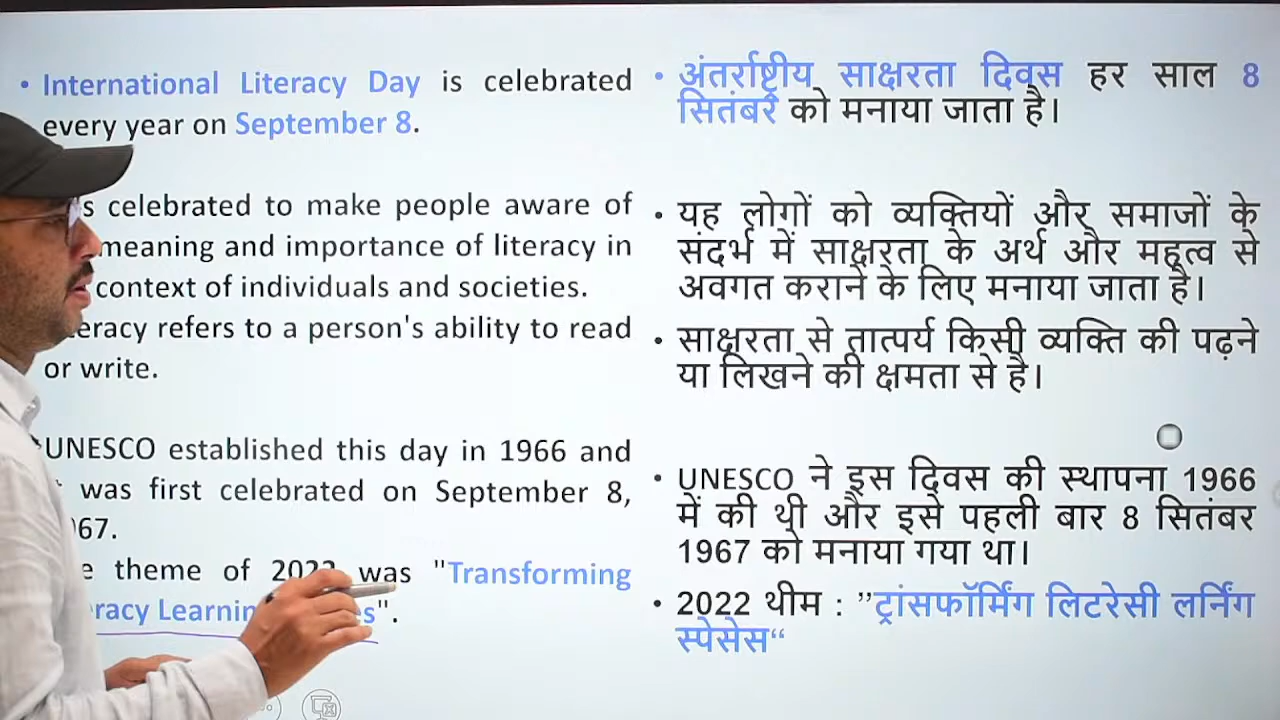 • International Literacy Day is celebrated
every year on September 8.
s celebrated to make people aware of
meaning and importance of literacy in
context of individuals and societies.
eracy refers to a person's ability to read
or write.
UNESCO established this day in 1966 and
was first celebrated on September 8,
67.
e theme of 2022 was "Transforming
racy Learnin es".
• अंतर्राष्ट्रीय साक्षरता दिवस हर साल 8
सितंबर को मनाया जाता है।
• यह लोगों को व्यक्तियों और समाजों के
संदर्भ में साक्षरता के अर्थ और महत्व से
अवगत कराने के लिए मनाया जाता है।
• साक्षरता से तात्पर्य किसी व्यक्ति की पढ़ने
या लिखने की क्षमता से है।
• UNESCO ने इस दिवस की स्थापना 1966
में की थी और इसे पहली बार 8 सितंबर
1967 को मनाया गया था।
• 2022 थीम : ”ट्रांसफॉर्मिंग लिटरेसी लर्निंग
स्पेसेस“